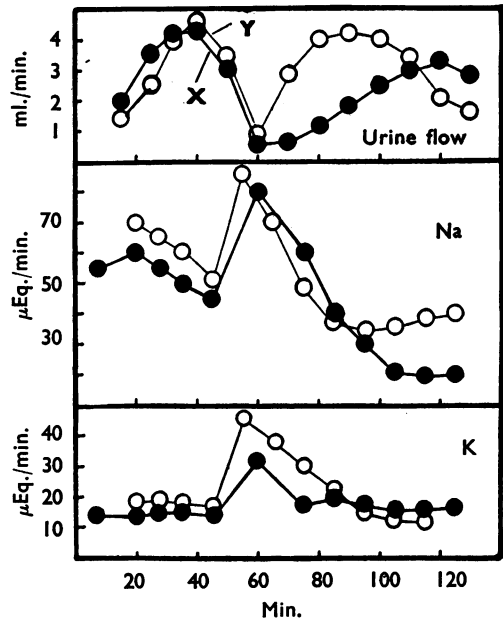 4
3
2
1
ml./min.
Y
X
Urine flow
70
50
30
μEq./min.
Na
40
30
20
10
μEq./min.
K
20 40 60 80 100 120
Min.